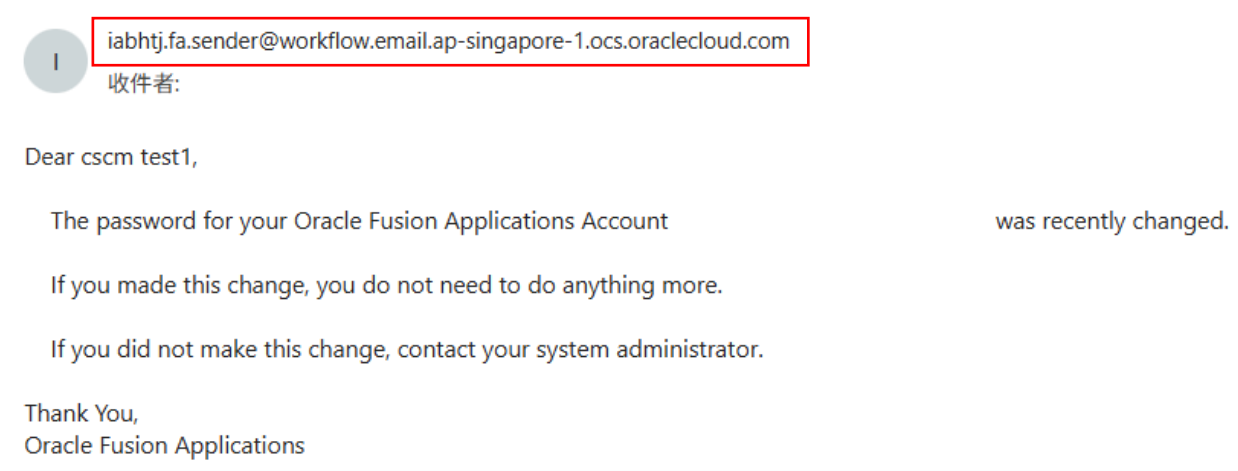 I
iabhtj.fa.sender@workflow.email.ap-singapore-1.ocs.oraclecloud.com
收件者:
Dear cscm test1,
The password for your Oracle Fusion Applications Account was recently changed.
If you made this change, you do not need to do anything more.
If you did not make this change, contact your system administrator.
Thank You,
Oracle Fusion Applications